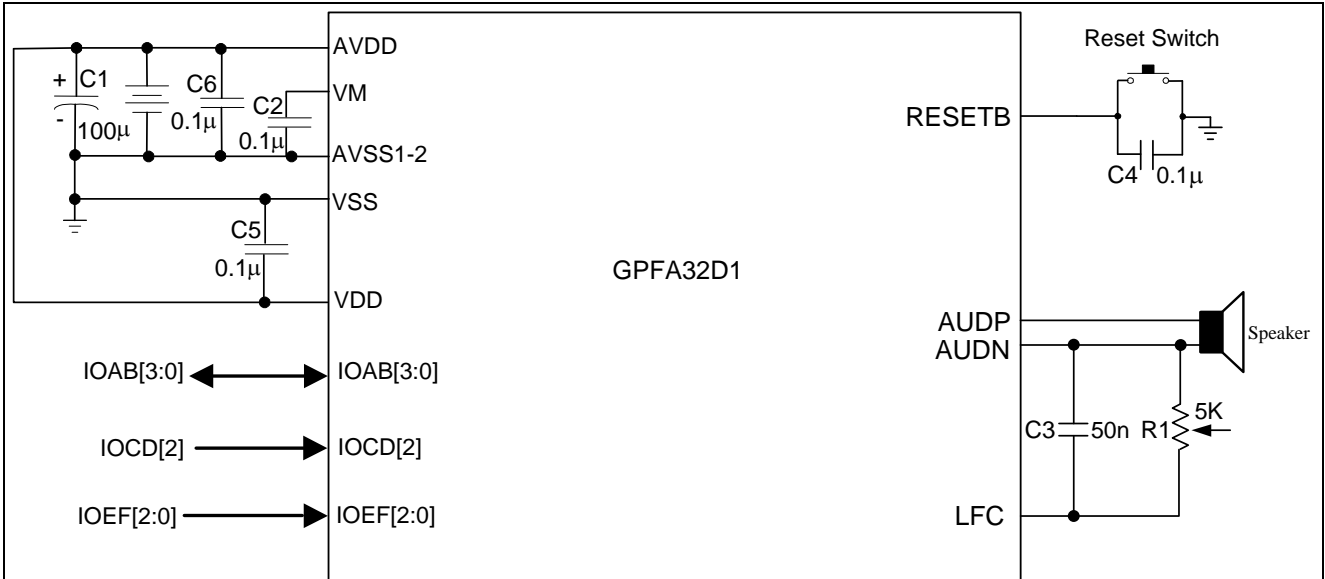 AVDD
+ C1
C6
VM
C2
0.1µ
100µ
0.1µ
-
AVSS1-2
VSS
C5
0.1µ
VDD
IOAB[3:0]
IOAB[3:0]
IOCD[2]
IOCD[2]
IOEF[2:0]
IOEF[2:0]
GPFA32D1
Reset Switch
RESETB
C4 0.1µ
AUDP
AUDN
Speaker
C3 50n R1 5K
LFC